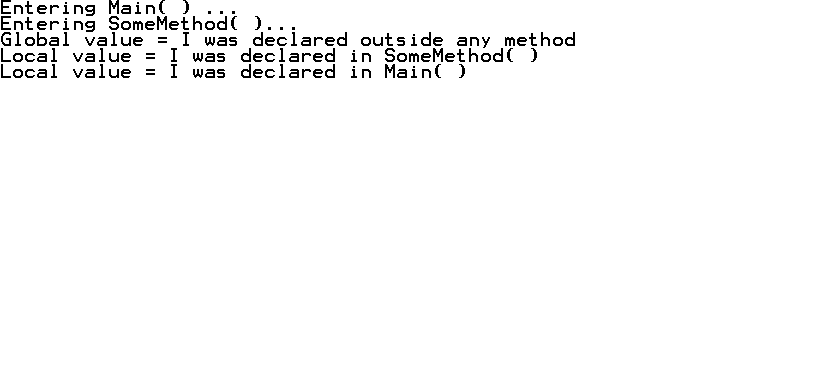 Entering Main( ) ...
Entering SomeMethod( )...
Global value = I was declared outside any method
Local value = I was declared in SomeMethod( )
Local value = I was declared in Main( )